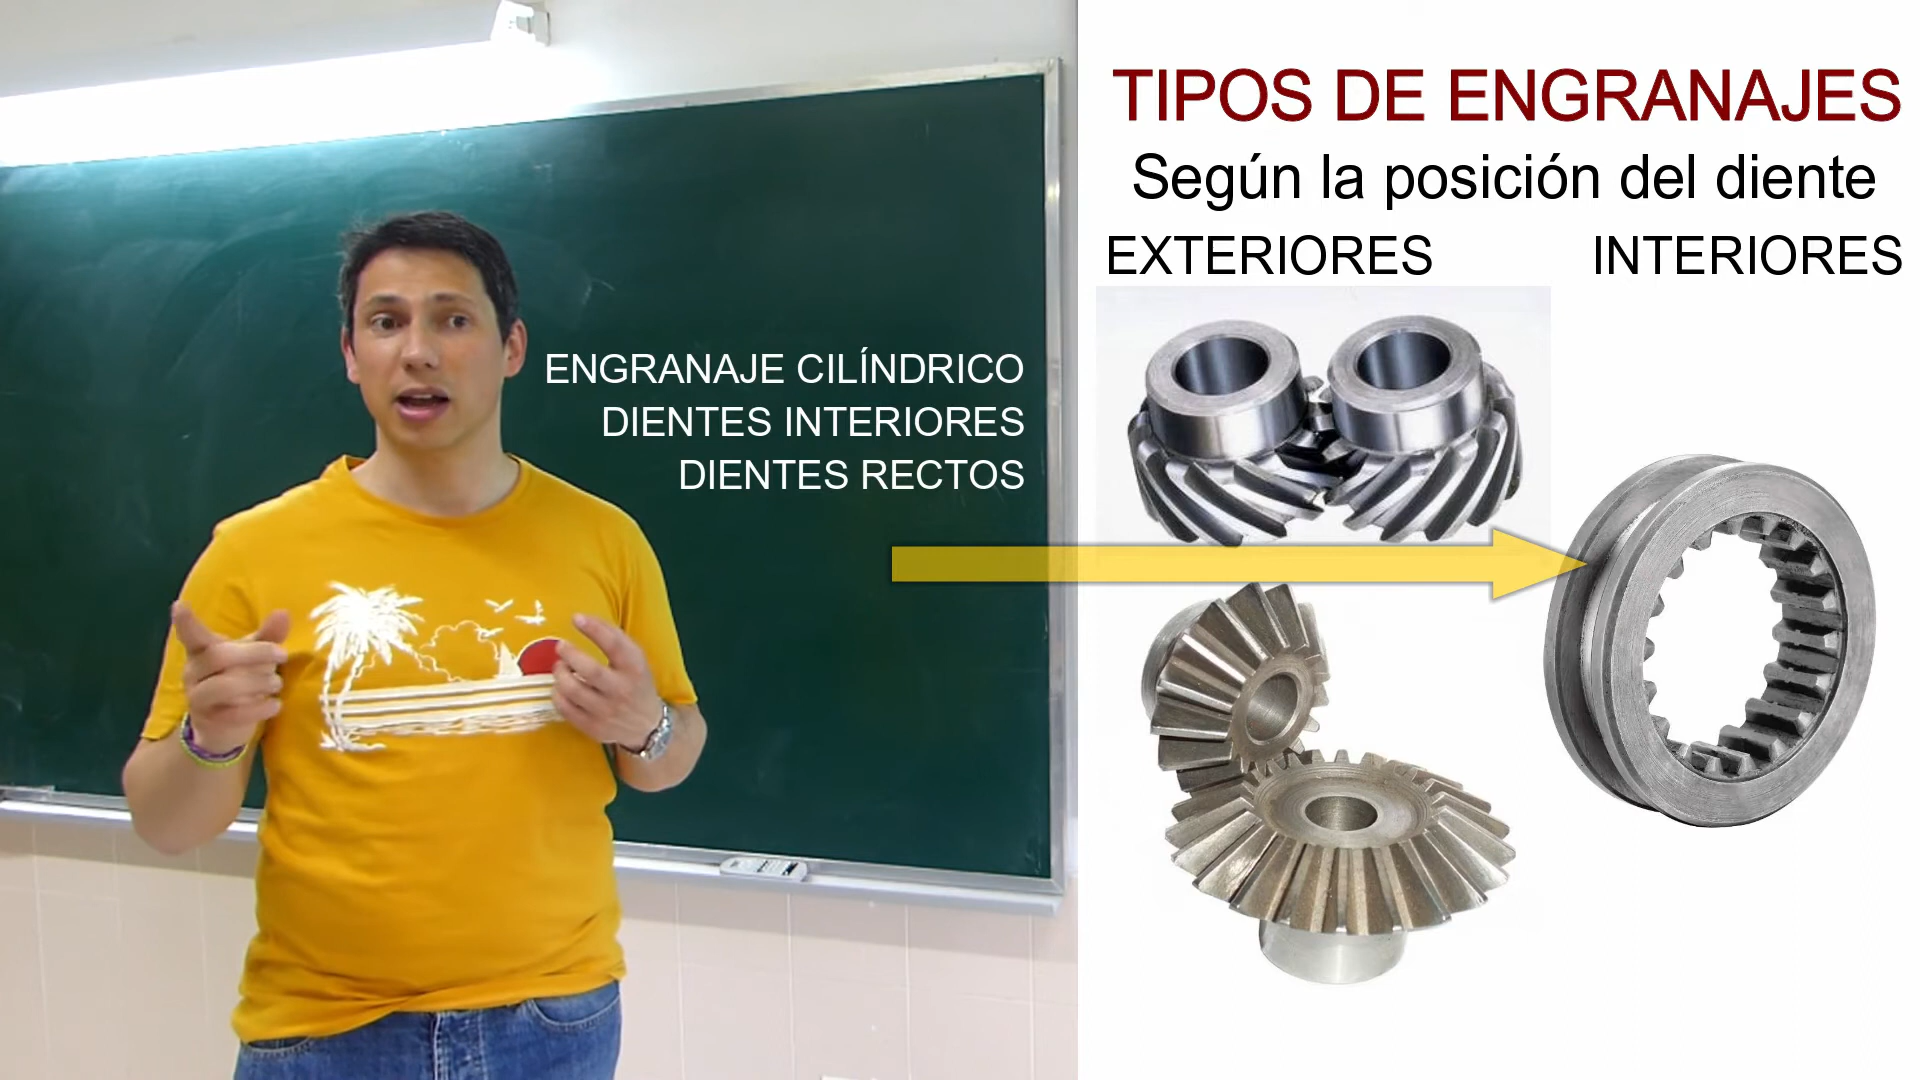 TIPOS DE ENGRANAJES
Según la posición del diente
EXTERIORES INTERIORES
ENGRANAJE CILÍNDRICO
DIENTES INTERIORES
DIENTES RECTOS